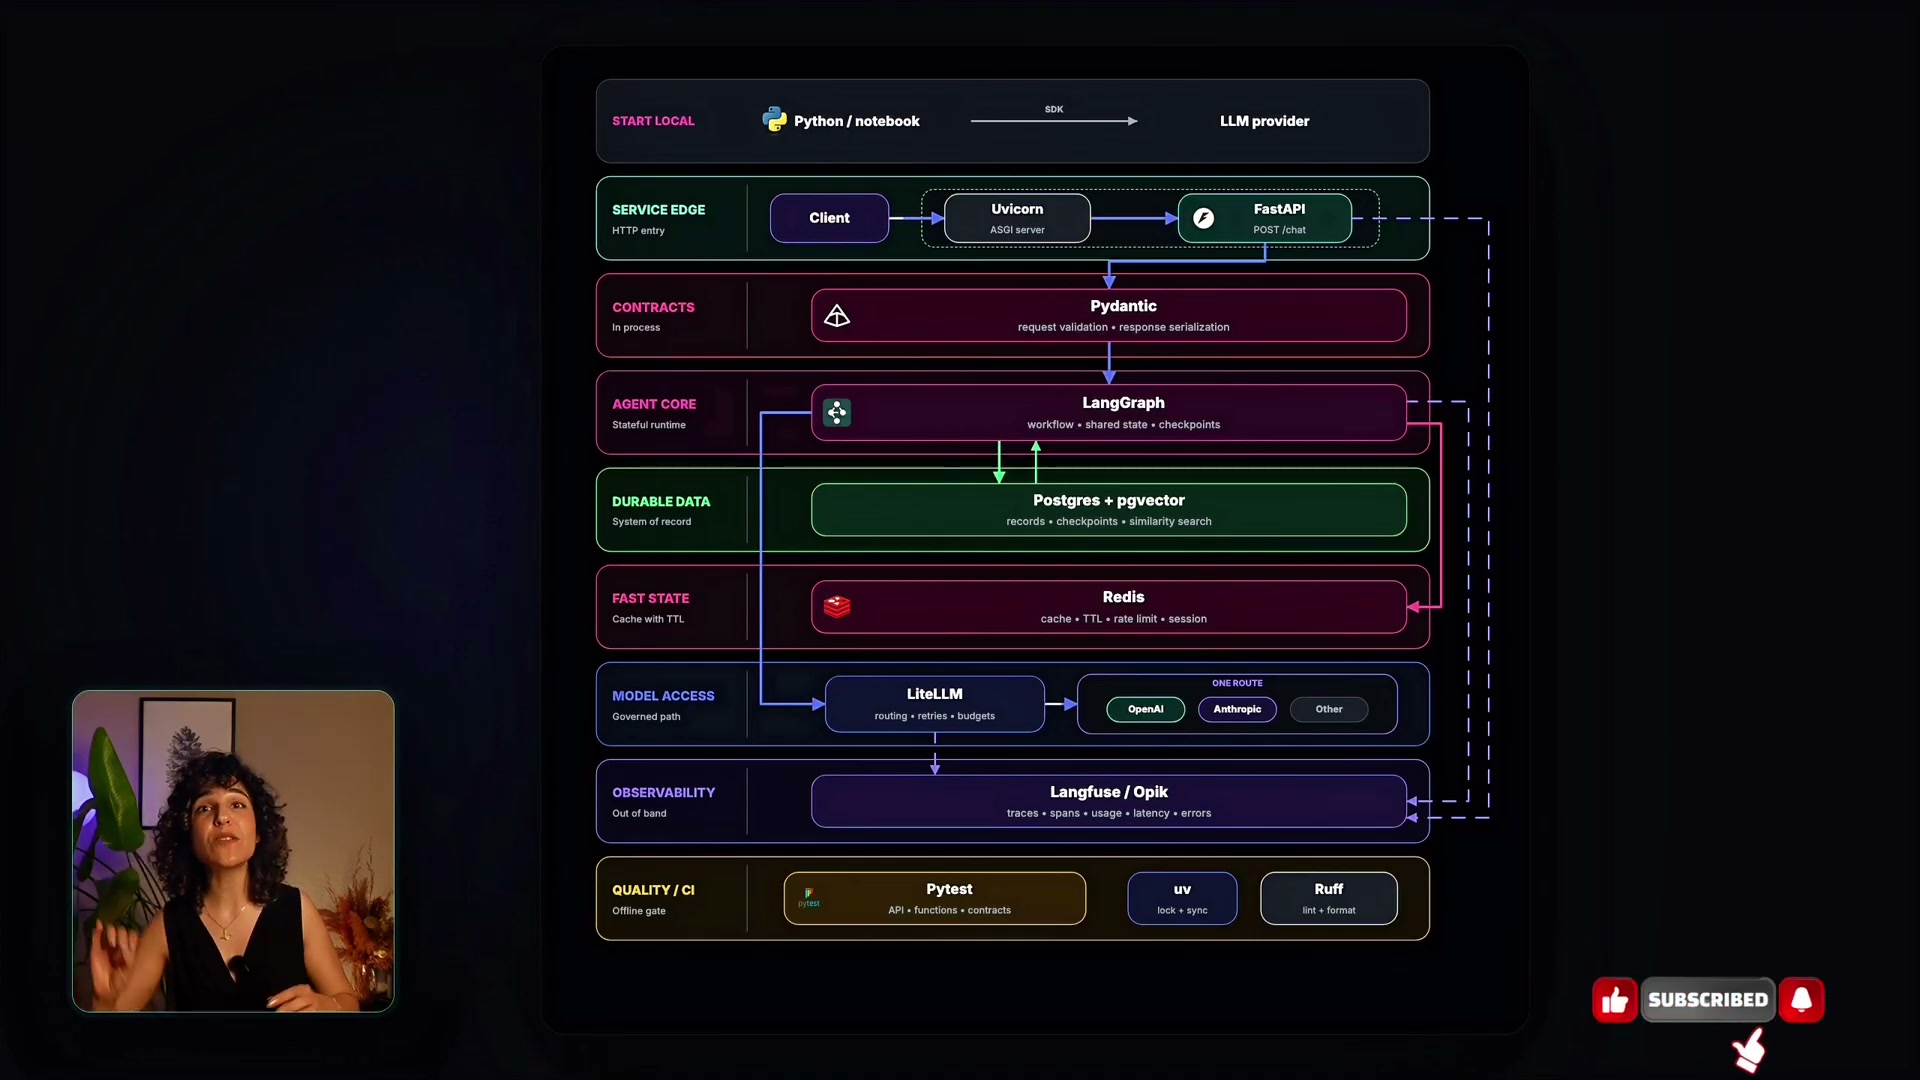 START LOCAL
Python / notebook
SDK
LLM provider
SERVICE EDGE
HTTP entry
Client
Uvicorn
ASGI server
FastAPI
POST /chat
CONTRACTS
In process
Pydantic
request validation • response serialization
AGENT CORE
Stateful runtime
LangGraph
workflow • shared state • checkpoints
DURABLE DATA
System of record
Postgres + pgvector
records • checkpoints • similarity search
FAST STATE
Cache with TTL
Redis
cache • TTL • rate limit • session
MODEL ACCESS
Governed path
LiteLLM
routing • retries • budgets
ONE ROUTE
OpenAI
Anthropic
Other
OBSERVABILITY
Out of band
Langfuse / Opik
traces • spans • usage • latency • errors
QUALITY / CI
Offline gate
pytest
Pytest
API • functions • contracts
uv
lock + sync
Ruff
lint + format
SUBSCRIBED